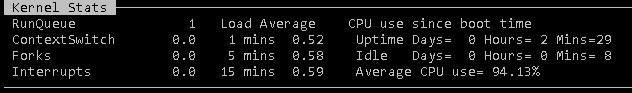 Kernel Stats
RunQueue 1 Load Average CPU use since boot time
ContextSwitch 0.0 1 mins 0.52 Uptime Days= 0 Hours= 2 Mins=29
Forks 0.0 5 mins 0.58 Idle Days= 0 Hours= 0 Mins= 8
Interrupts 0.0 15 mins 0.59 Average CPU use= 94.13%